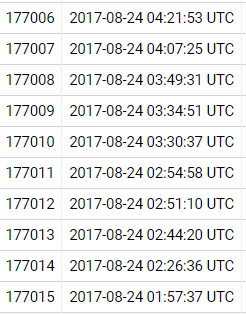 177006 2017-08-24 04:21:53 UTC
177007 2017-08-24 04:07:25 UTC
177008 2017-08-24 03:49:31 UTC
177009 2017-08-24 03:34:51 UTC
177010 2017-08-24 03:30:37 UTC
177011 2017-08-24 02:54:58 UTC
177012 2017-08-24 02:51:10 UTC
177013 2017-08-24 02:44:20 UTC
177014 2017-08-24 02:26:36 UTC
177015 2017-08-24 01:57:37 UTC